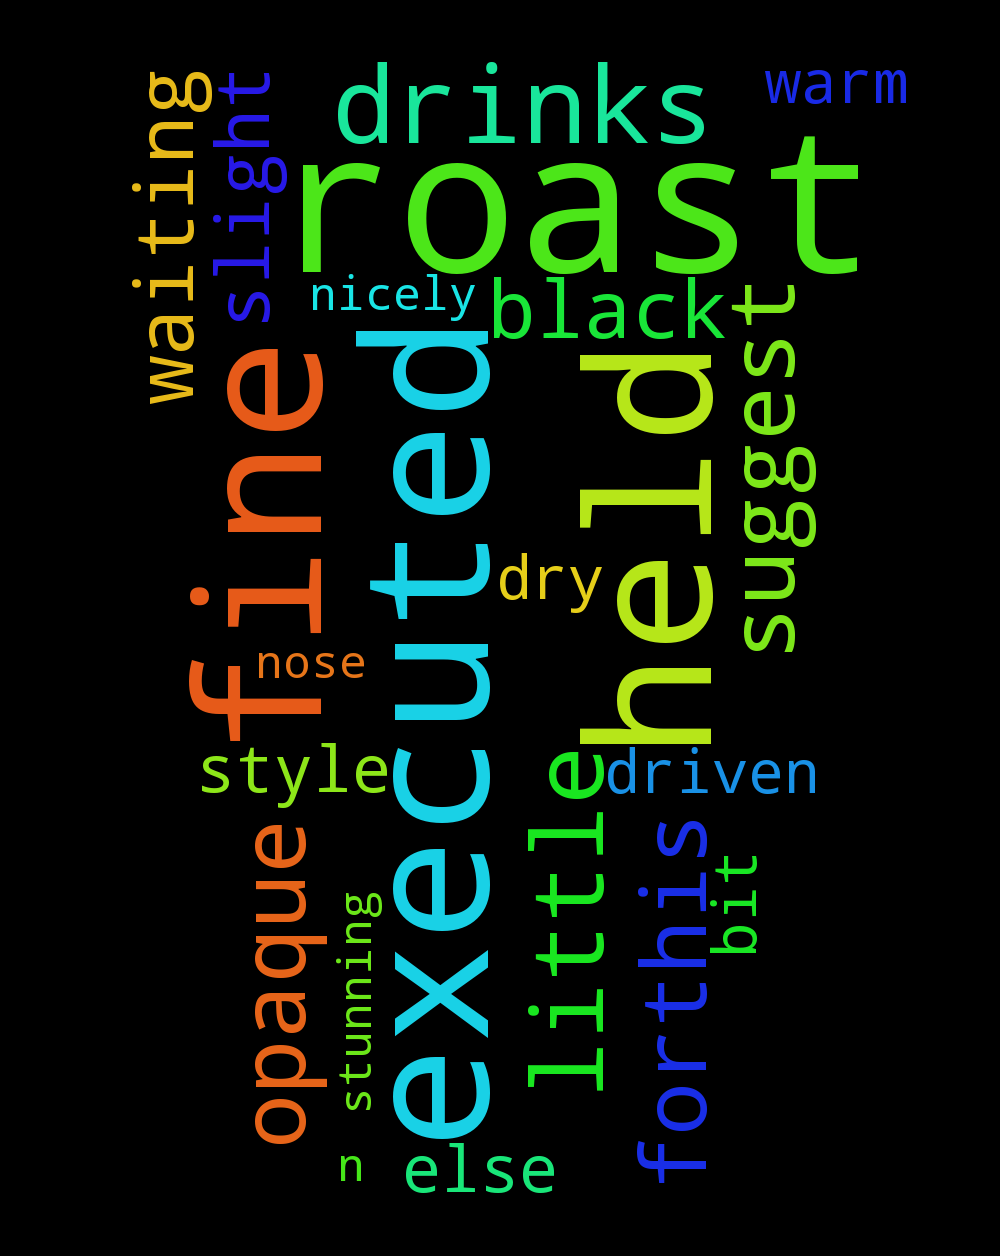 waiting
slight
drinks
warm
roast
nicely
black
suggest
fine
executed
held
dry
nose
style
driven
opaque
stunning
little
forthis
bit
n
else